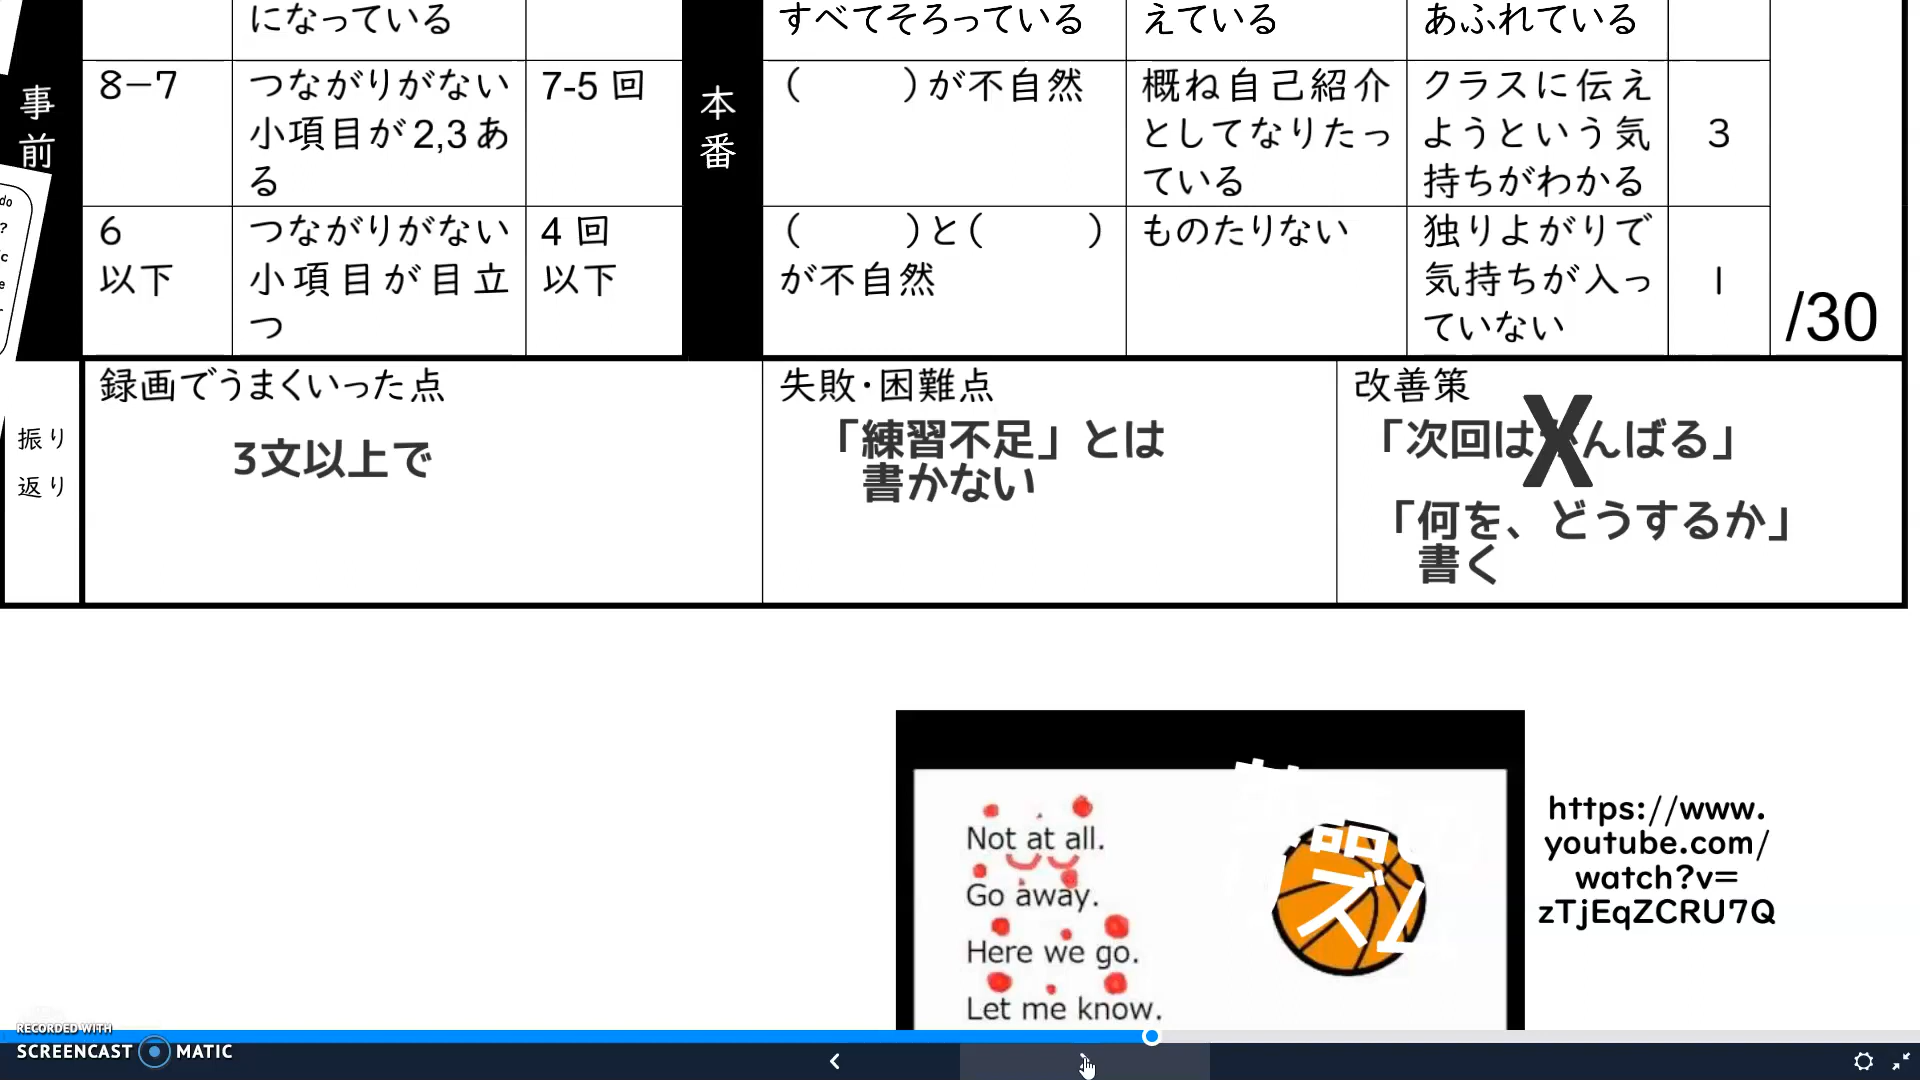 になっている
すべてそろっている
えている
あふれている
事前
8–7
つながりがない
小項目が2,3あ
る
7-5 回
本番
(　　)が不自然
概ね自己紹介
としてなりたっ
ている
クラスに伝え
ようという気
持ちがわかる
3
6
以下
つながりがない
小項目が目立
つ
4 回
以下
(　　)と(　　)
が不自然
ものたりない
独りよがりで
気持ちが入っ
ていない
1
/30
do
?
c
e
振り
返り
録画でうまくいった点
3文以上で
失敗・困難点
「練習不足」とは
書かない
改善策
「次回は んばる」
X
「何を、どうするか」
書く
Not at all.
Go away.
Here we go.
Let me know.
https://www.
youtube.com/
watch?v=
zTjEqZCRU7Q
RECORDED WITH
SCREENCAST MATIC